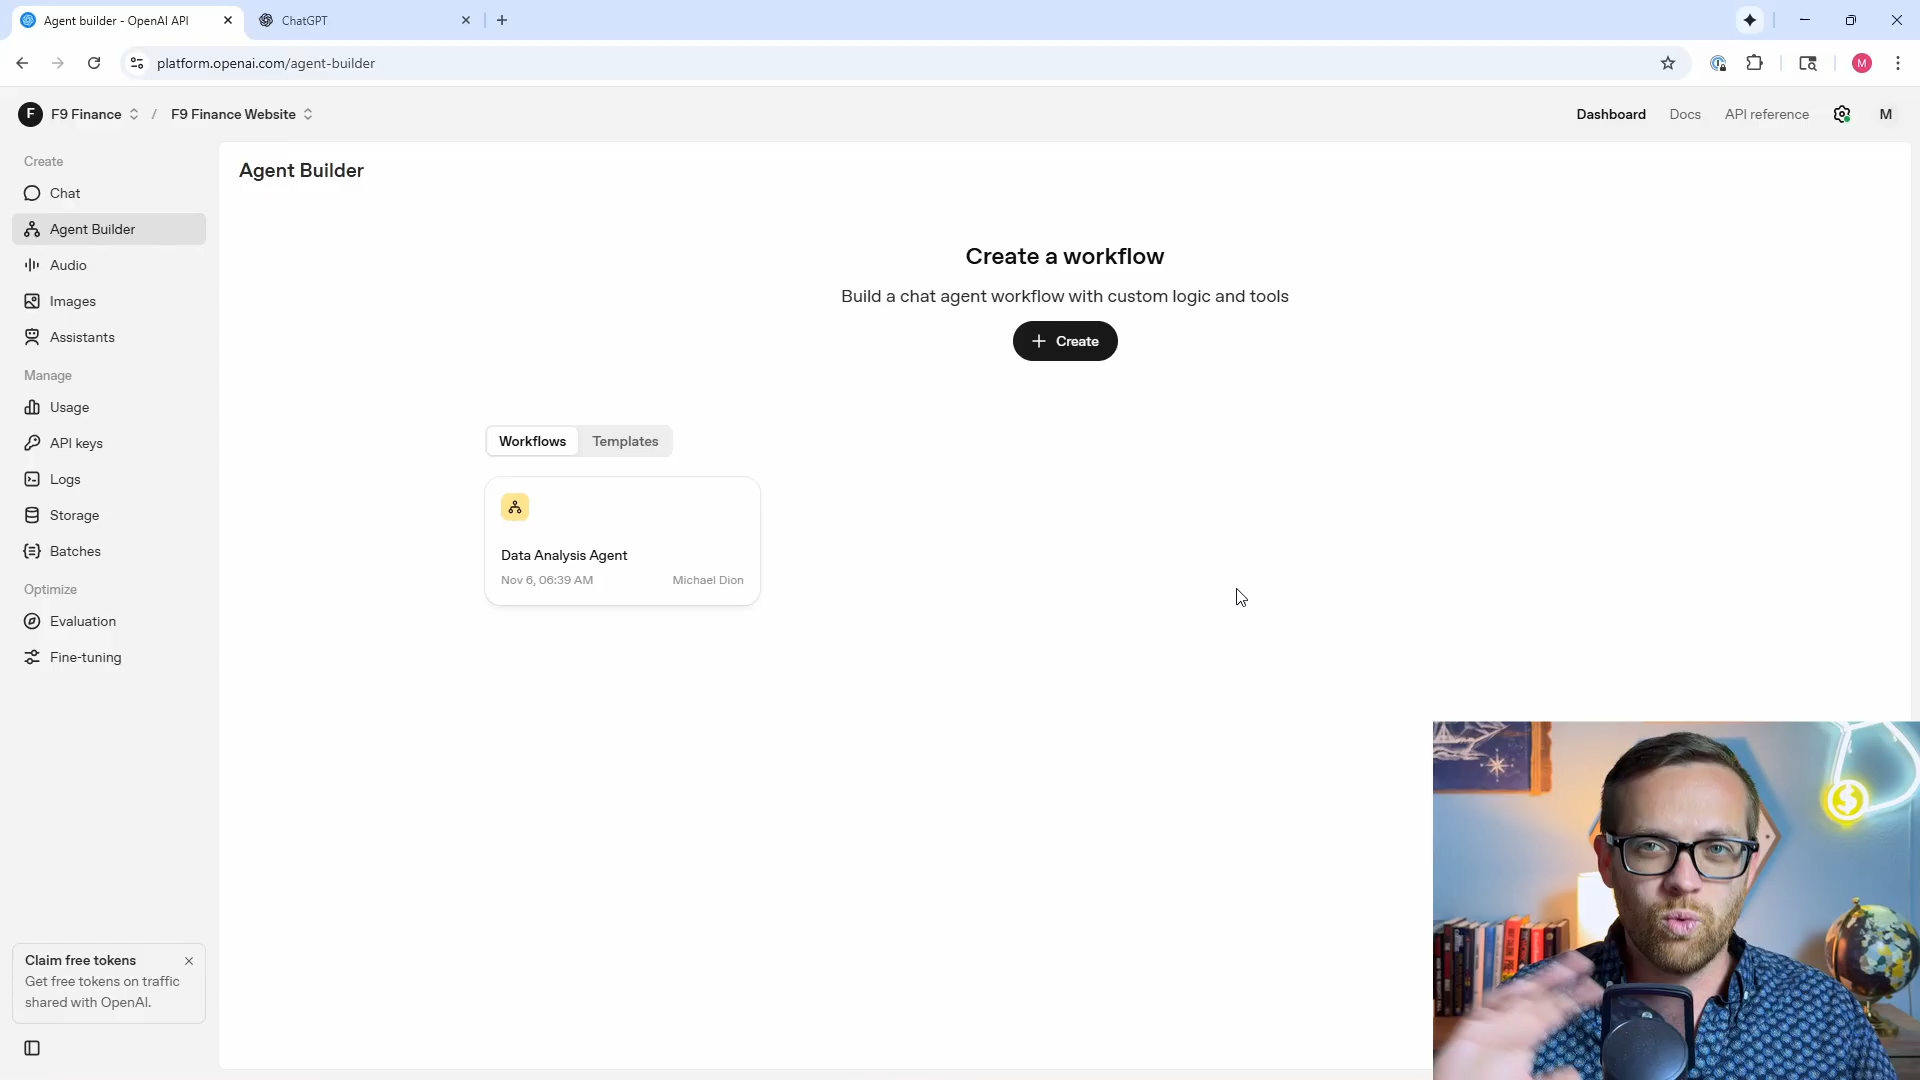 Agent builder - OpenAI API
ChatGPT
platform.openai.com/agent-builder
M
F
F9 Finance
/
F9 Finance Website
Dashboard
Docs
API reference
M
Create
Chat
Agent Builder
Audio
Images
Assistants
Manage
Usage
API keys
Logs
Storage
Batches
Optimize
Evaluation
Fine-tuning
Claim free tokens
Get free tokens on traffic
shared with OpenAI.
Agent Builder
Create a workflow
Build a chat agent workflow with custom logic and tools
+ Create
Workflows
Templates
Data Analysis Agent
Nov 6, 06:39 AM
Michael Dion
$